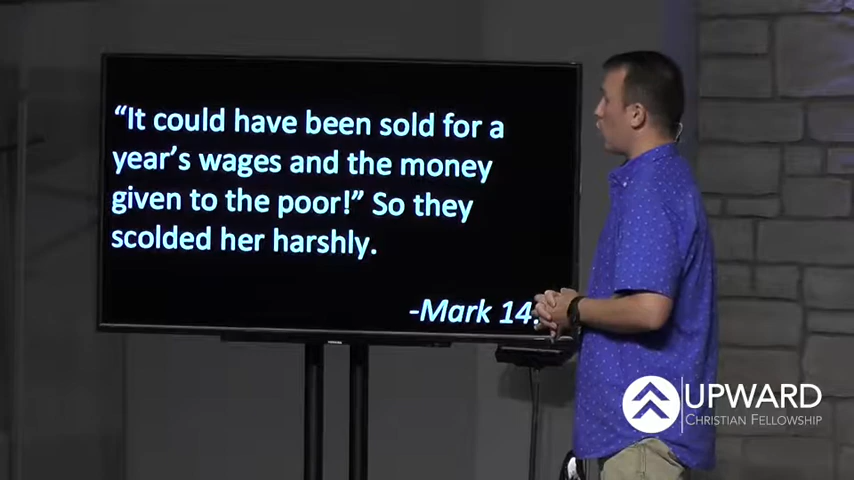 “It could have been sold for a
year’s wages and the money
given to the poor!” So they
scolded her harshly.
-Mark 14:
UPWARD
CHRISTIAN FELLOWSHIP